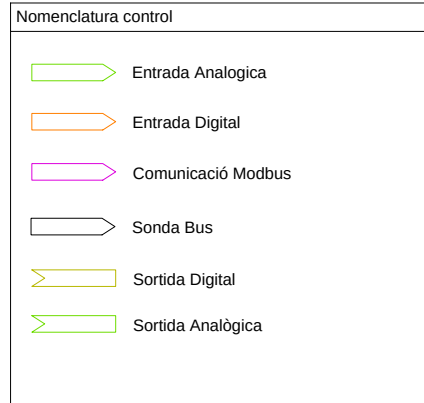 Nomenclatura control
Entrada Analogica
Entrada Digital
Comunicació Modbus
Sonda Bus
Sortida Digital
Sortida Analògica